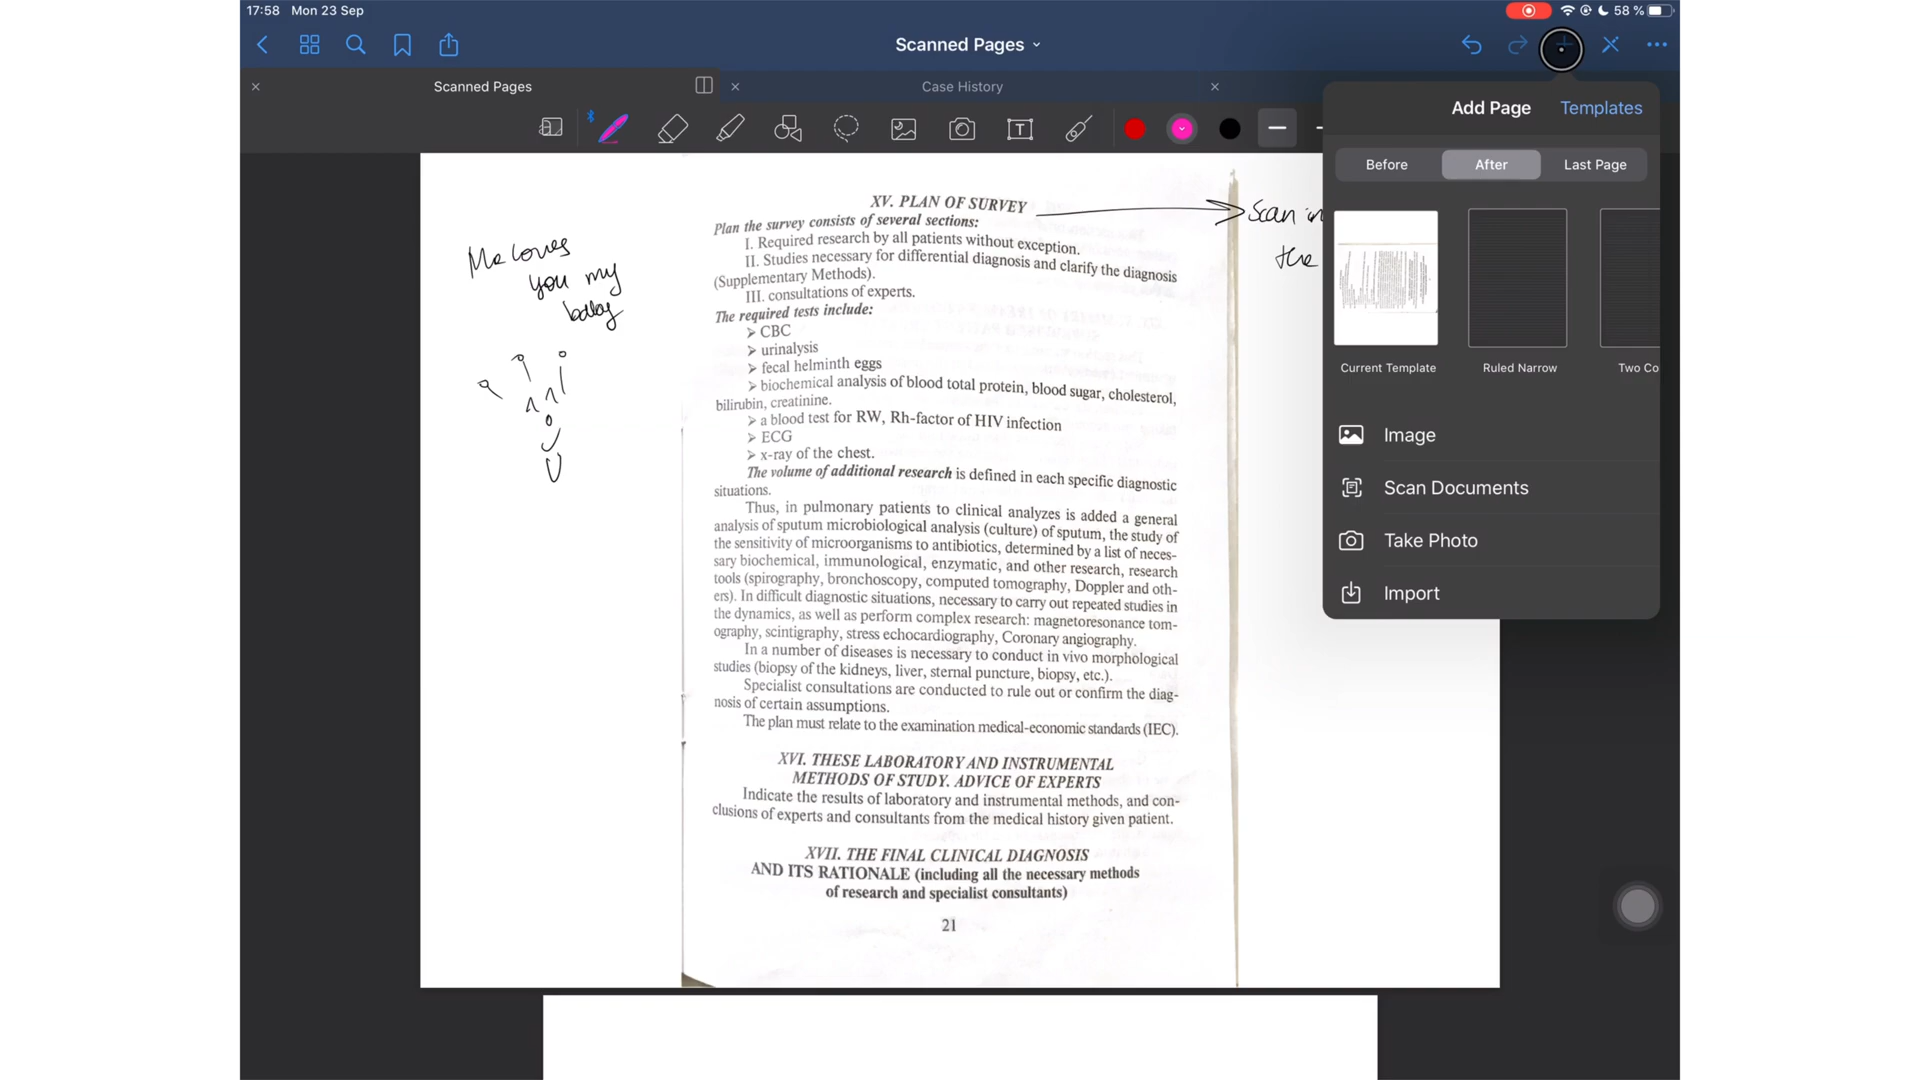 17:58 Mon 23 Sep
58 %
Scanned Pages
Scanned Pages
Case History
Add Page
Templates
Before
After
Last Page
Current Template
Ruled Narrow
Two Co
Image
Scan Documents
Take Photo
Import
Scan in
the
you my
baby
XV. PLAN OF SURVEY
Plan the survey consists of several sections:
I. Required research by all patients without exception.
II. Studies necessary for differential diagnosis and clarify the diagnosis
(Supplementary Methods).
III. consultations of experts.
The required tests include:
➢ CBC
➢ urinalysis
➢ fecal helminth eggs
➢ biochemical analysis of blood total protein, blood sugar, cholesterol,
bilirubin, creatinine.
➢ a blood test for RW, Rh-factor of HIV infection
➢ ECG
➢ x-ray of the chest.
The volume of additional research is defined in each specific diagnostic
situations.
Thus, in pulmonary patients to clinical analyzes is added a general
analysis of sputum microbiological analysis (culture) of sputum, the study of
the sensitivity of microorganisms to antibiotics, determined by a list of neces-
sary biochemical, immunological, enzymatic, and other research, research
tools (spirography, bronchoscopy, computed tomography, Doppler and oth-
ers). In difficult diagnostic situations, necessary to carry out repeated studies in
the dynamics, as well as perform complex research: magnetoresonance tom-
ography, scintigraphy, stress echocardiography, Coronary angiography.
In a number of diseases is necessary to conduct in vivo morphological
studies (biopsy of the kidneys, liver, sternal puncture, biopsy, etc.).
Specialist consultations are conducted to rule out or confirm the diag-
nosis of certain assumptions.
The plan must relate to the examination medical-economic standards (IEC).
XVI. THESE LABORATORY AND INSTRUMENTAL
METHODS OF STUDY. ADVICE OF EXPERTS
Indicate the results of laboratory and instrumental methods, and con-
clusions of experts and consultants from the medical history given patient.
XVII. THE FINAL CLINICAL DIAGNOSIS
AND ITS RATIONALE (including all the necessary methods
of research and specialist consultants)
21